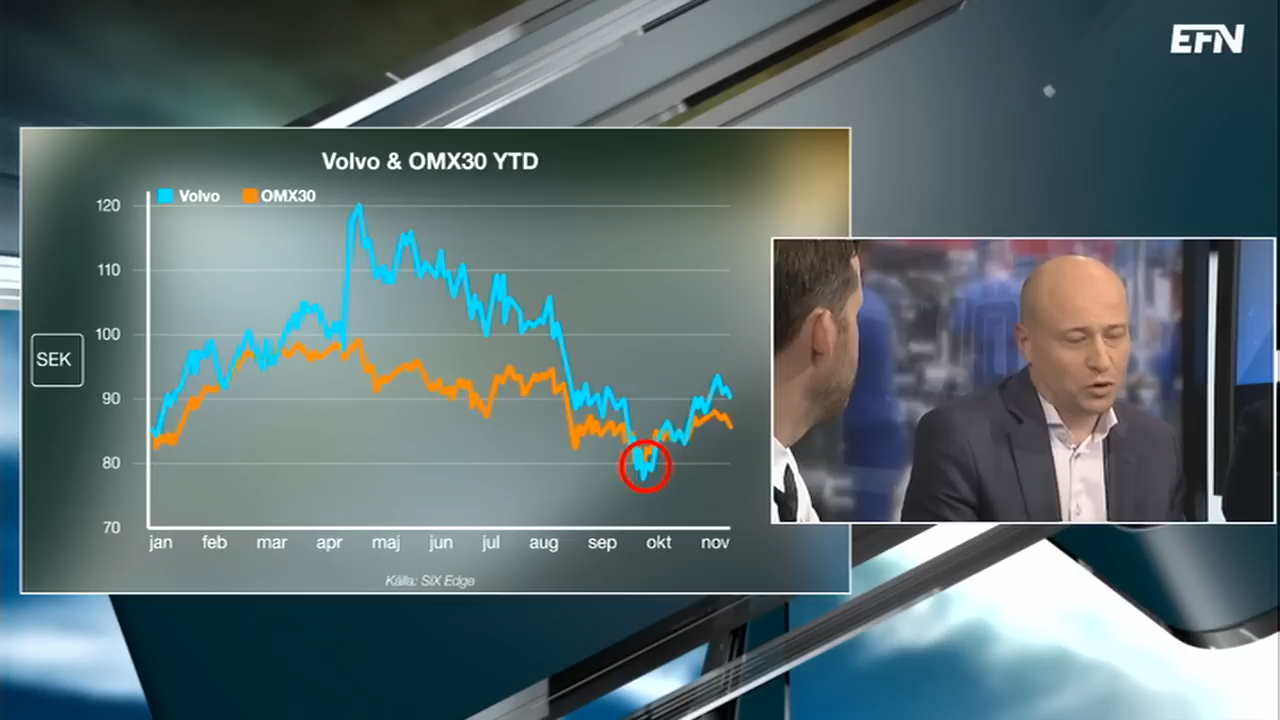 EFN
Volvo & OMX30 YTD
Volvo OMX30
120
110
100
90
80
70
SEK
jan feb mar apr maj jun jul aug sep okt nov
Källa: SIX Edge